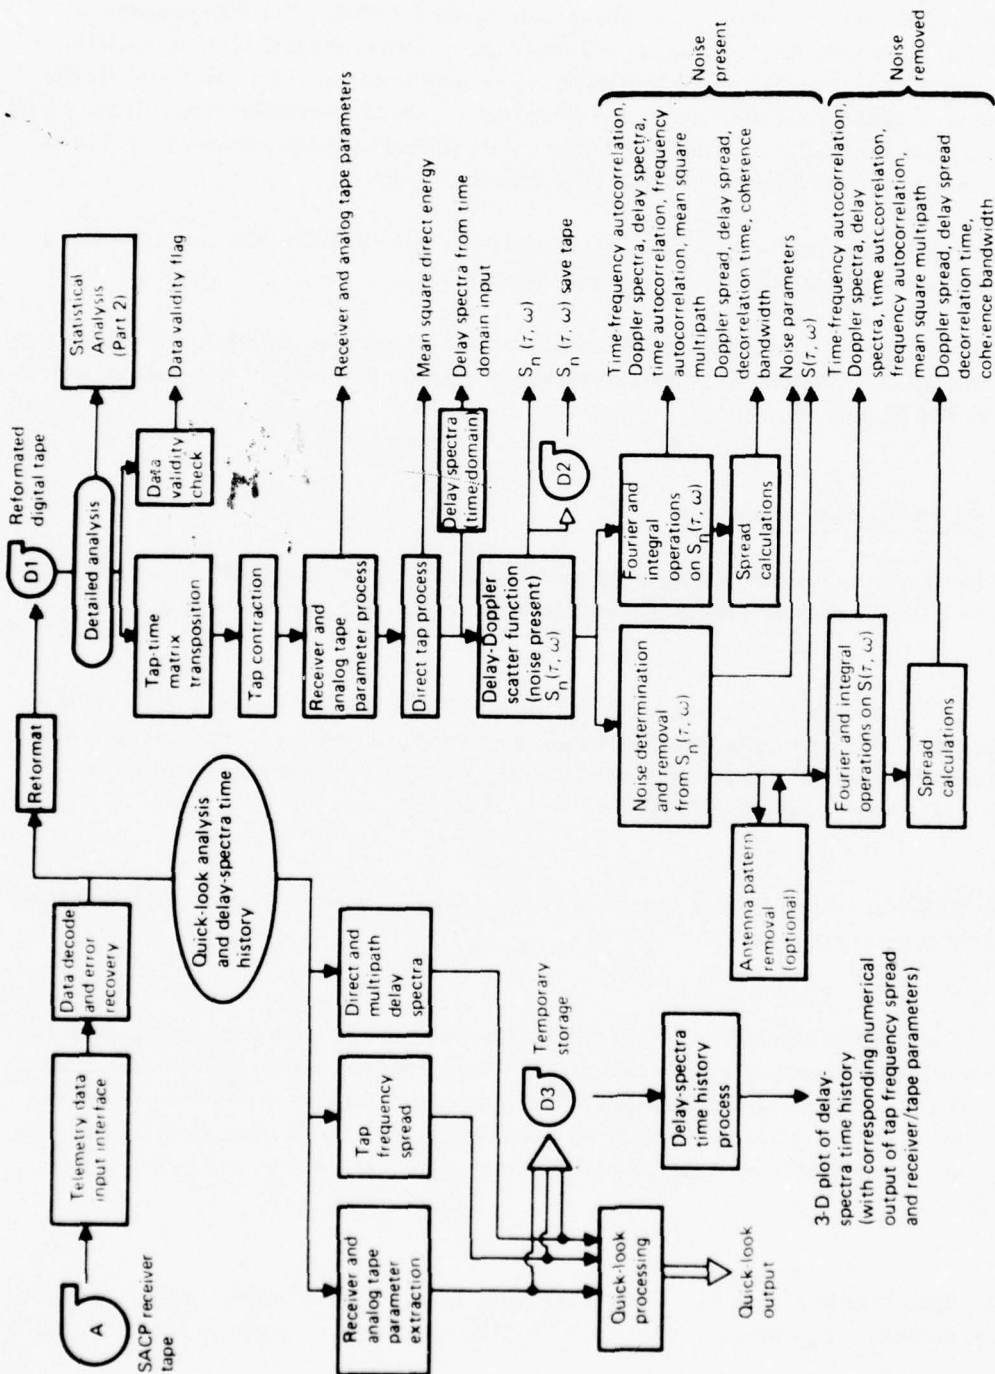 A
SACP receiver
tape
Telemetry data
input interface
Data decode
and error
recovery
Reformat
D1
Reformated
digital tape
Detailed analysis
Statistical
Analysis
(Part 2)
Data
validity
check
Data validity flag
Tap-time
matrix
transposition
Tap contraction
Receiver and
analog tape
parameter process
Receiver and analog tape parameters
Direct tap process
Mean square direct energy
Delay/spectra
(time/domain)
Delay spectra from time
domain input
Delay-Doppler
scatter function
(noise present)
Sn (τ, ω)
Sn (τ, ω)
D2
Sn (τ, ω) save tape
Fourier and
integral
operations
on Sn (τ, ω)
Time-frequency autocorrelation,
Doppler spectra, delay spectra,
time autocorrelation, frequency
autocorrelation, mean square
multipath
Noise
present
Spread
calculations
Doppler spread, delay spread,
decorrelation time, coherence
bandwidth
Noise determination
and removal
from Sn (τ, ω)
Noise parameters
S(τ, ω)
Antenna pattern
removal
(optional)
Fourier and integral
operations on S(τ, ω)
Time-frequency autocorrelation,
Doppler spectra, delay
spectra, time autcorrelation,
frequency autocorrelation,
mean square multipath
Noise
removed
Spread
calculations
Doppler spread, delay spread
decorrelation time,
coherence bandwidth
Quick-look analysis
and delay-spectra time
history
Receiver and
analog tape
parameter
extraction
Tap
frequency
spread
Direct and
multipath
delay
spectra
D3
Temporary
storage
Quick-look
processing
Quick-look
output
Delay-spectra
time history
process
3-D plot of delay-
spectra time history
(with corresponding numerical
output of tap frequency spread
and receiver/tape parameters)